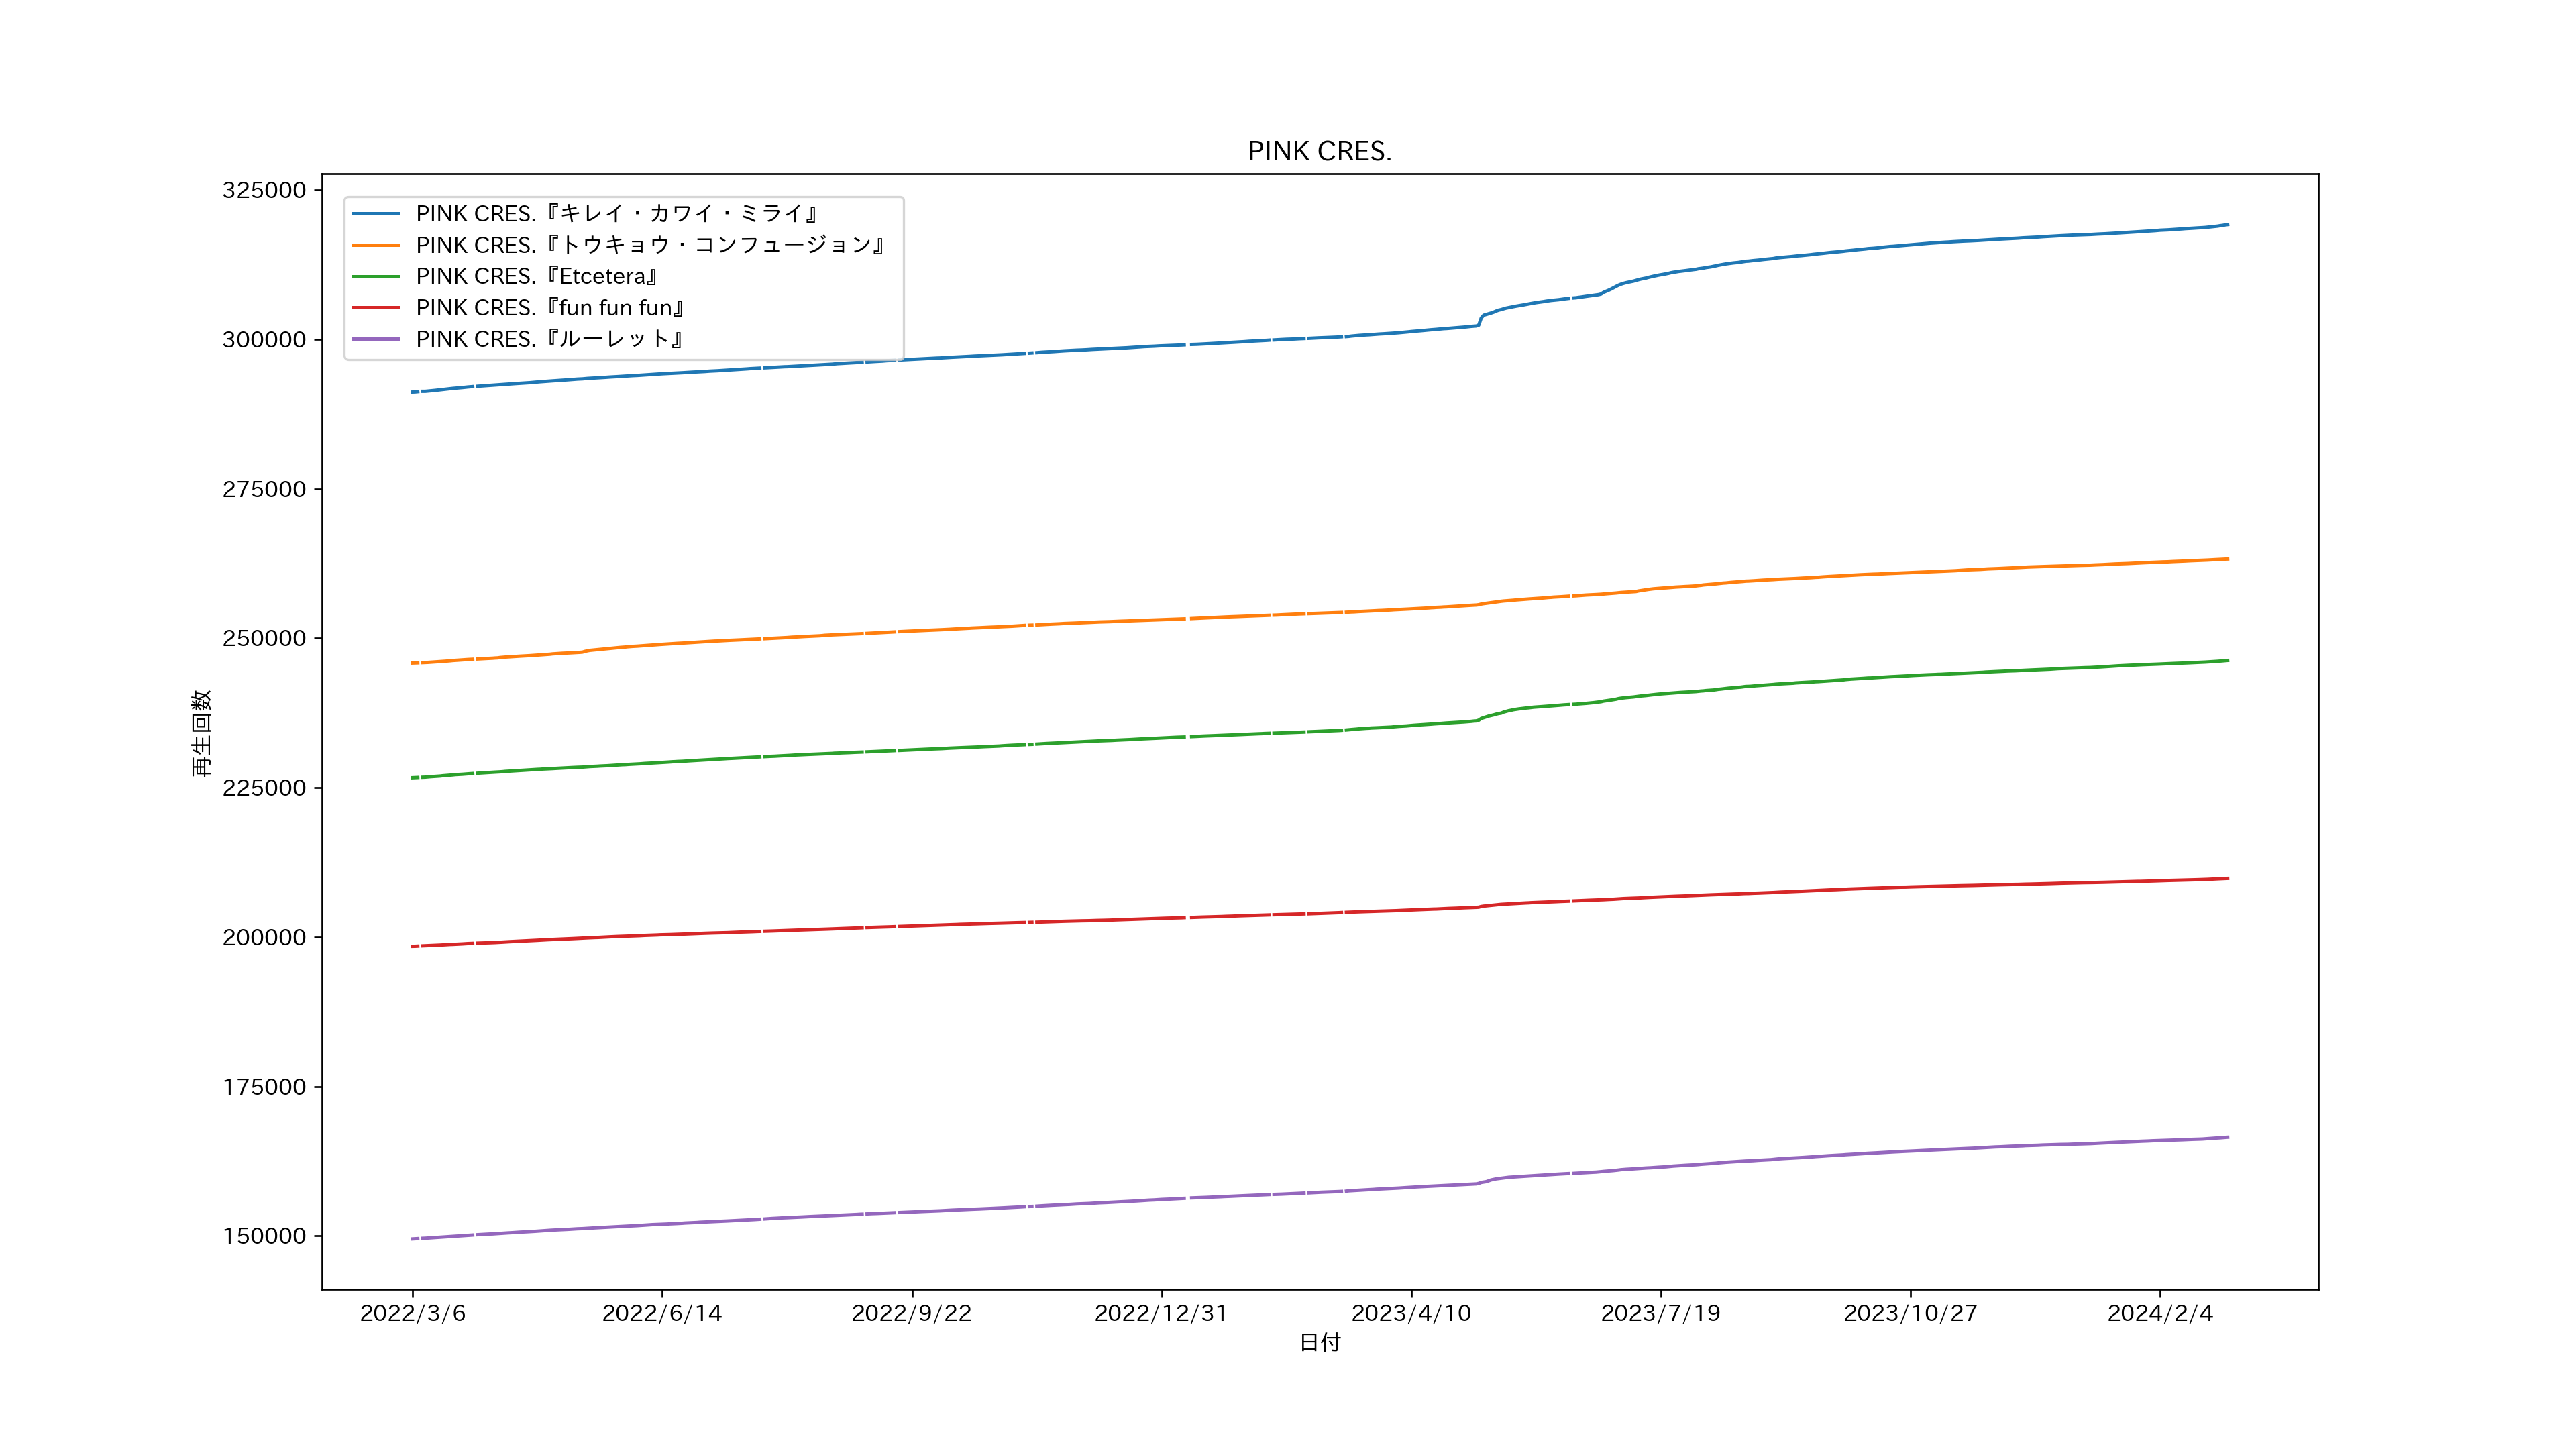 PINK CRES.
325000
300000
275000
250000
225000
200000
175000
150000
再生回数
PINK CRES.『キレイ・カワイ・ミライ』
PINK CRES.『トウキョウ・コンフュージョン』
PINK CRES.『Etcetera』
PINK CRES.『fun fun fun』
PINK CRES.『ルーレット』
2022/3/6 2022/6/14 2022/9/22 2022/12/31 2023/4/10 2023/7/19 2023/10/27 2024/2/4
日付